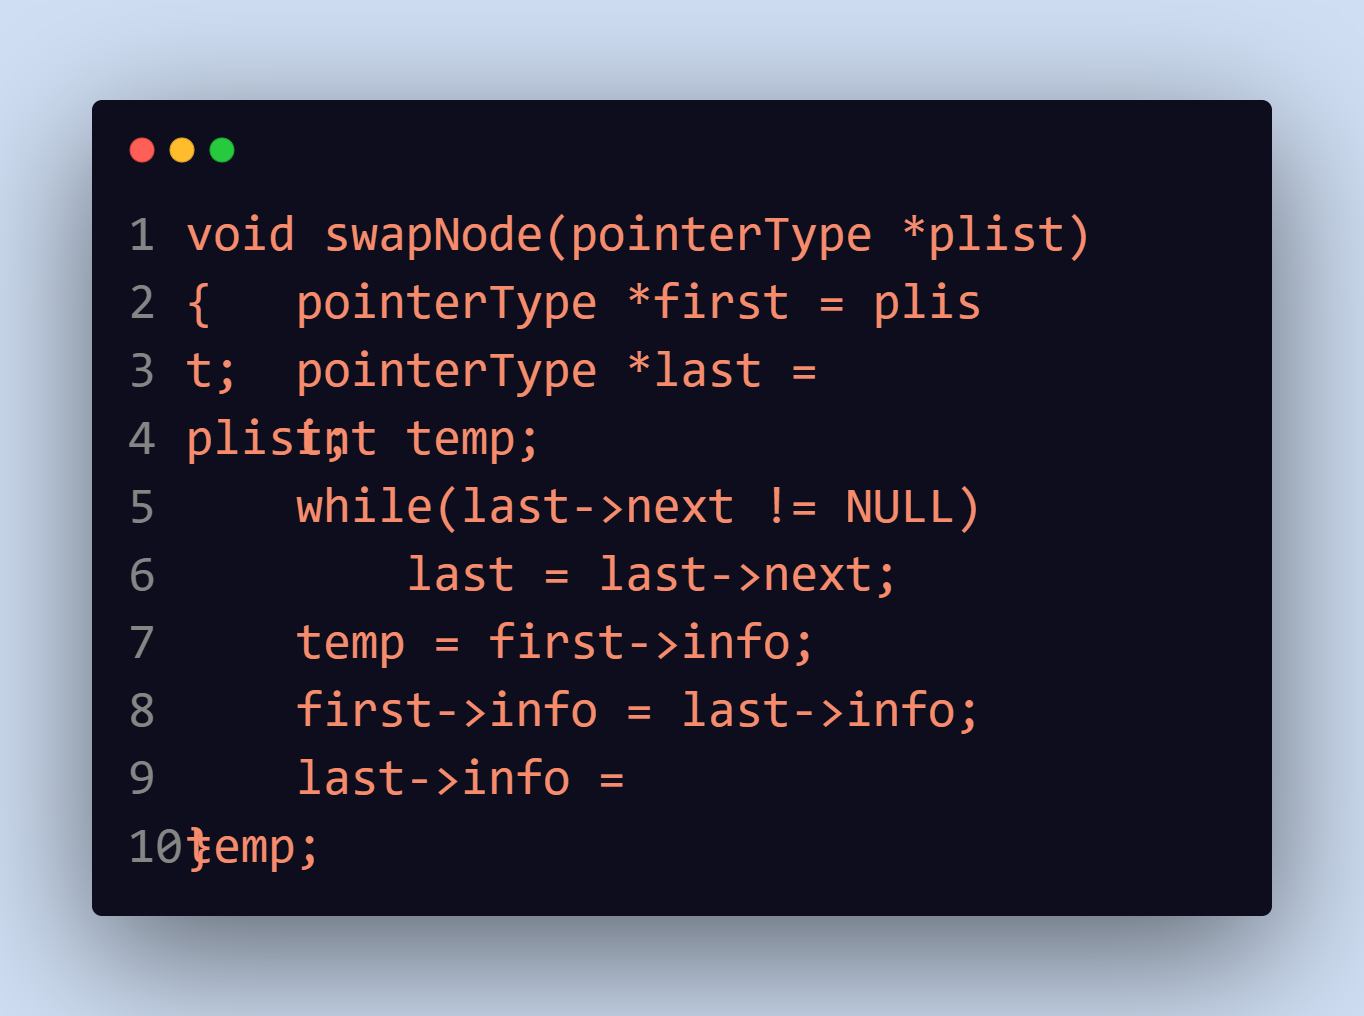 1 void swapNode(pointerType *plist)
2 {   pointerType *first = plis
3 t;  pointerType *last =
4 plist;int temp;
5     while(last->next != NULL)
6         last = last->next;
7     temp = first->info;
8     first->info = last->info;
9     last->info =
10 }temp;